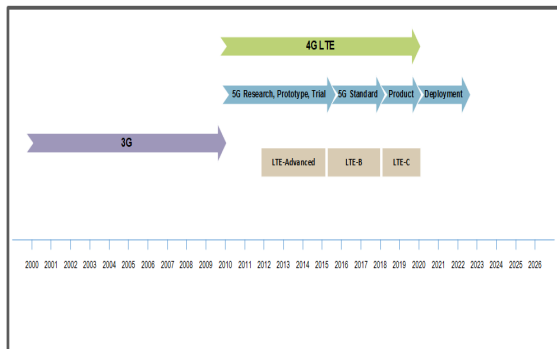 4G LTE
5G Research, Prototype, Trial 5G Standard Product Deployment
3G
LTE-Advanced LTE-B LTE-C
2000 2001 2002 2003 2004 2005 2006 2007 2008 2009 2010 2011 2012 2013 2014 2015 2016 2017 2018 2019 2020 2021 2022 2023 2024 2025 2026